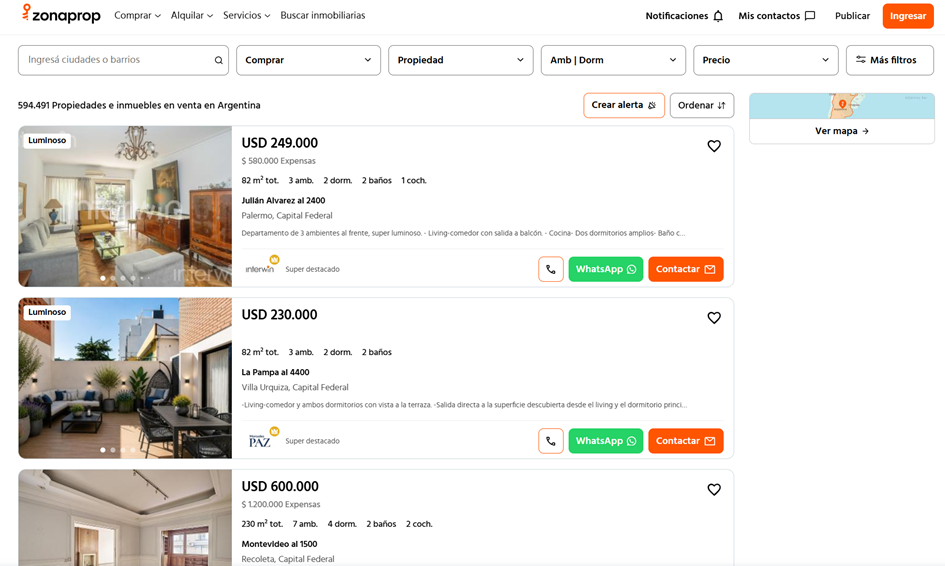 zonaprop
Comprar
Alquilar
Servicios
Buscar inmobiliarias
Notificaciones
Mis contactos
Publicar
Ingresar
Ingresá ciudades o barrios
Comprar
Propiedad
Amb | Dorm
Precio
Más filtros
594.491 Propiedades e inmuebles en venta en Argentina
Crear alerta
Ordenar
Ver mapa →
Luminoso
interwin
interw
USD 249.000
$ 580.000 Expensas
82 m² tot. 3 amb. 2 dorm. 2 baños 1 coch.
Julián Alvarez al 2400
Palermo, Capital Federal
Departamento de 3 ambientes al frente, super luminoso. - Living-comedor con salida a balcón. - Cocina- Dos dormitorios amplios- Baño c...
interwin
Super destacado
WhatsApp
Contactar
Luminoso
USD 230.000
82 m² tot. 3 amb. 2 dorm. 2 baños
La Pampa al 4400
Villa Urquiza, Capital Federal
-Living-comedor y ambos dormitorios con vista a la terraza. -Salida directa a la superficie descubierta desde el living y el dormitorio princi...
PAZ
Super destacado
WhatsApp
Contactar
USD 600.000
$ 1.200.000 Expensas
230 m² tot. 7 amb. 4 dorm. 2 baños 2 coch.
Montevideo al 1500
Recoleta, Capital Federal